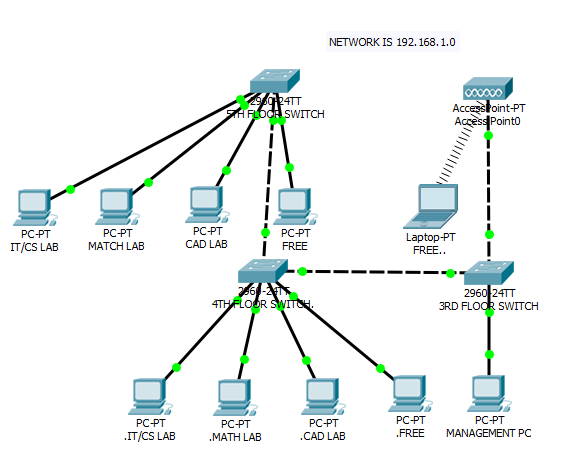 NETWORK IS 192.168.1.0
2960-24TT
5TH FLOOR SWITCH
AccessPoint-PT
Access Point0
PC-PT
IT/CS LAB
PC-PT
MATCH LAB
PC-PT
CAD LAB
PC-PT
FREE
Laptop-PT
FREE..
2960-24TT
4TH FLOOR SWITCH.
2960-24TT
3RD FLOOR SWITCH
PC-PT
.IT/CS LAB
PC-PT
.MATH LAB
PC-PT
.CAD LAB
PC-PT
.FREE
PC-PT
MANAGEMENT PC